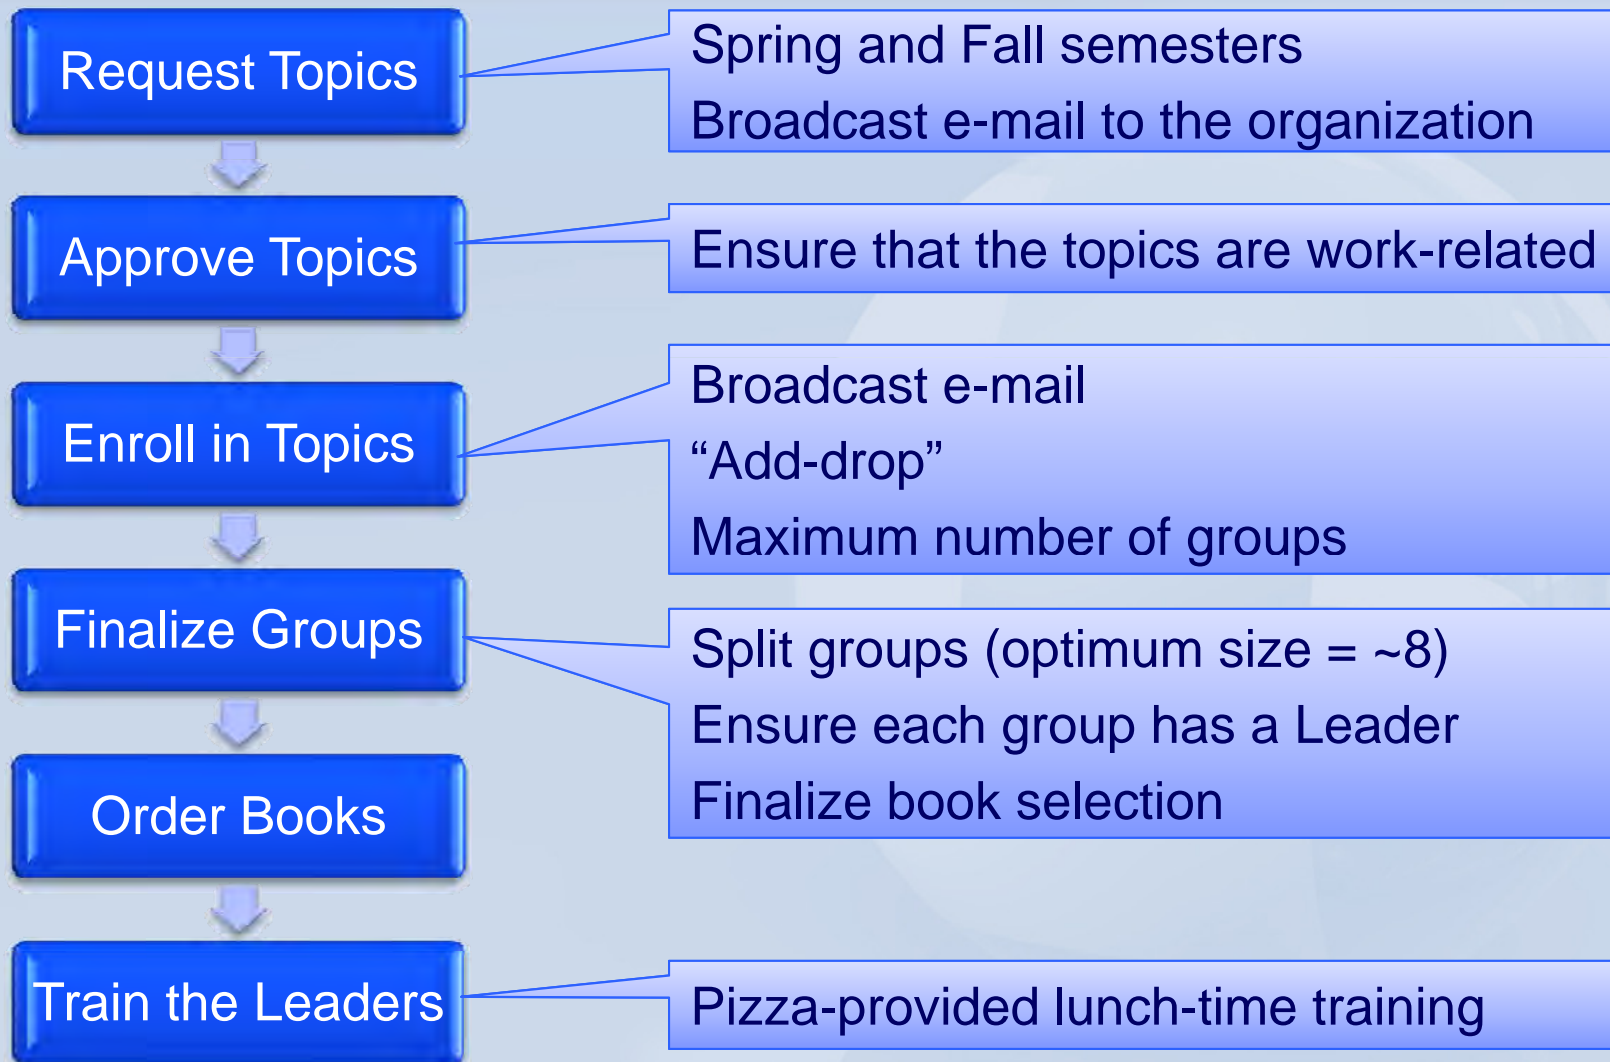 Request Topics
Spring and Fall semesters
Broadcast e-mail to the organization
Approve Topics
Ensure that the topics are work-related
Enroll in Topics
Broadcast e-mail
“Add-drop”
Maximum number of groups
Finalize Groups
Split groups (optimum size = ~8)
Ensure each group has a Leader
Finalize book selection
Order Books
Train the Leaders
Pizza-provided lunch-time training